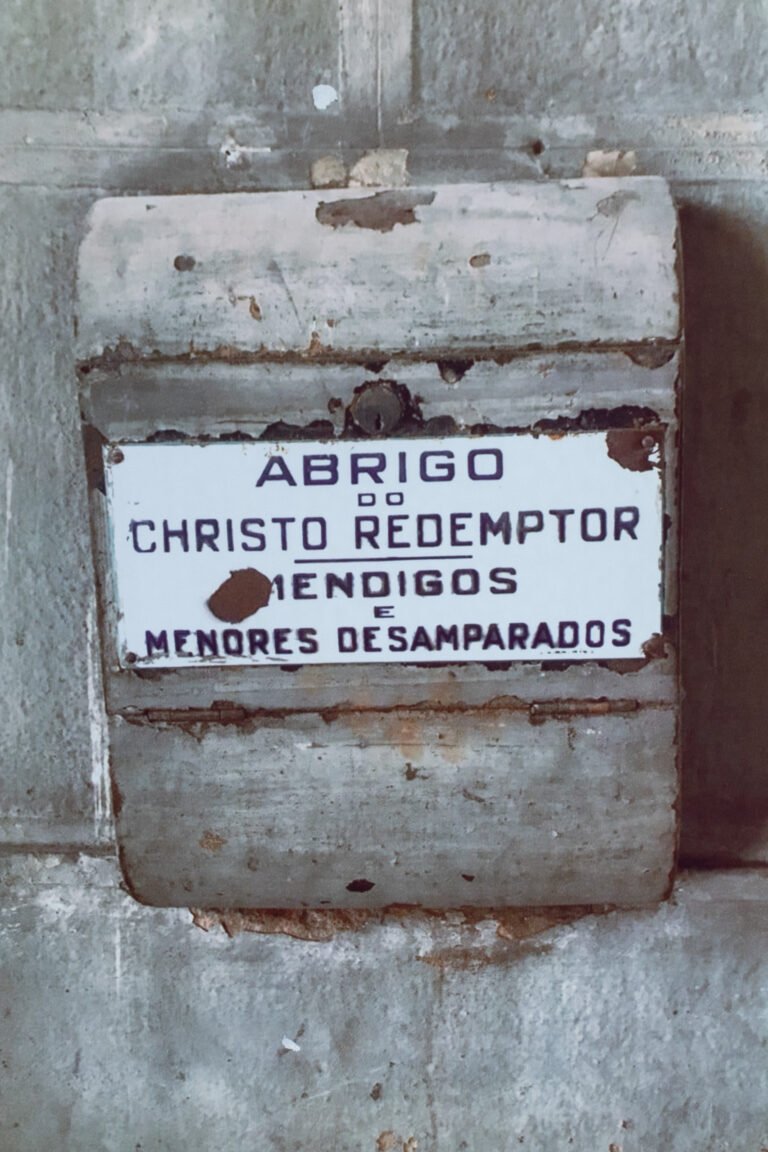 ABRIGO
DO
CHRISTO REDEMPTOR
MENDIGOS
E
MENORES DESAMPARADOS